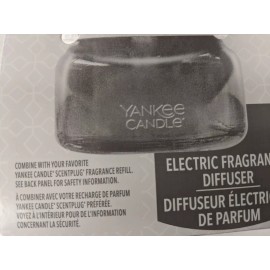 YANKEE
CANDLE®
COMBINE WITH YOUR FAVORITE
YANKEE CANDLE® SCENTPLUG® FRAGRANCE REFILL.
SEE BACK PANEL FOR SAFETY INFORMATION.
À COMBINER AVEC VOTRE RECHARGE DE PARFUM
YANKEE CANDLE® SCENTPLUG® PRÉFÉRÉE.
VOYEZ À L'INTÉRIEUR POUR DE L'INFORMATION
CONCERNANT LA SÉCURITÉ.
ELECTRIC FRAGRAN
DIFFUSER
DIFFUSEUR ÉLECTRIC
DE PARFUM